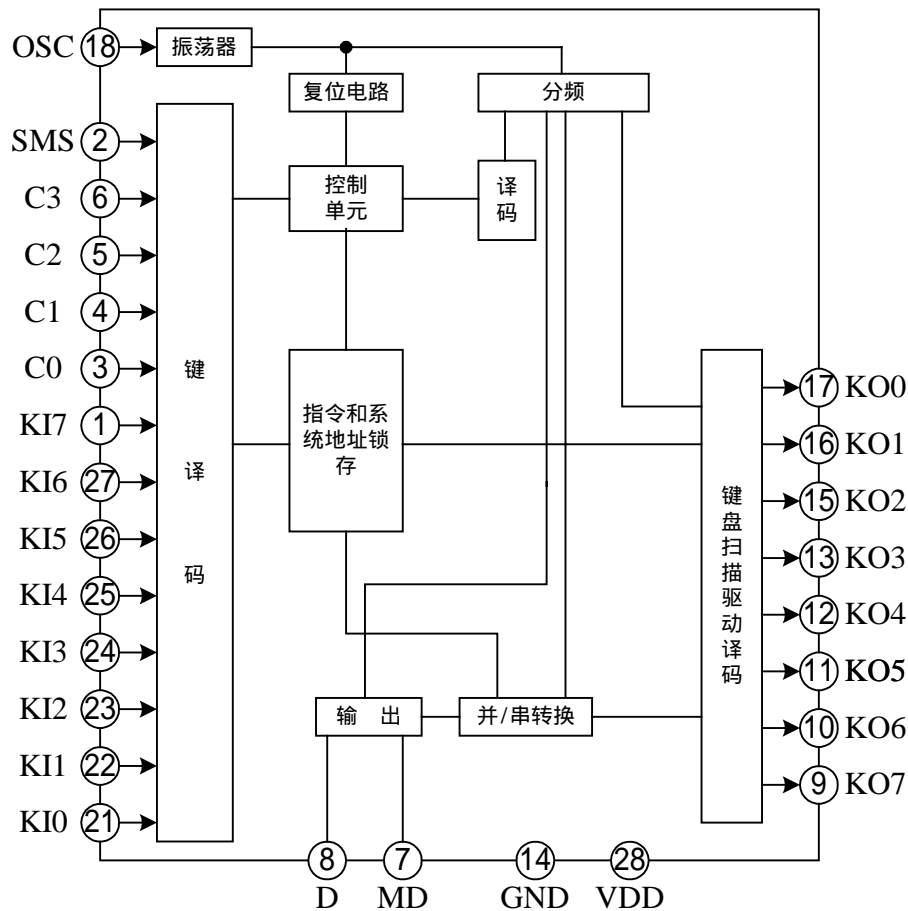 OSC 18 振荡器
复位电路
分频
SMS 2
C3 6
控制
单元
译
码
C2 5
C1 4
C0 3
KI7 1
KI6 27
KI5 26
KI4 25
KI3 24
KI2 23
KI1 22
KI0 21
键
译
码
指令和系
统地址锁
存
键
盘
扫
描
驱
动
译
码
17 KO0
16 KO1
15 KO2
13 KO3
12 KO4
11 KO5
10 KO6
9 KO7
输 出
并/串转换
8 7 14 28
D MD GND VDD